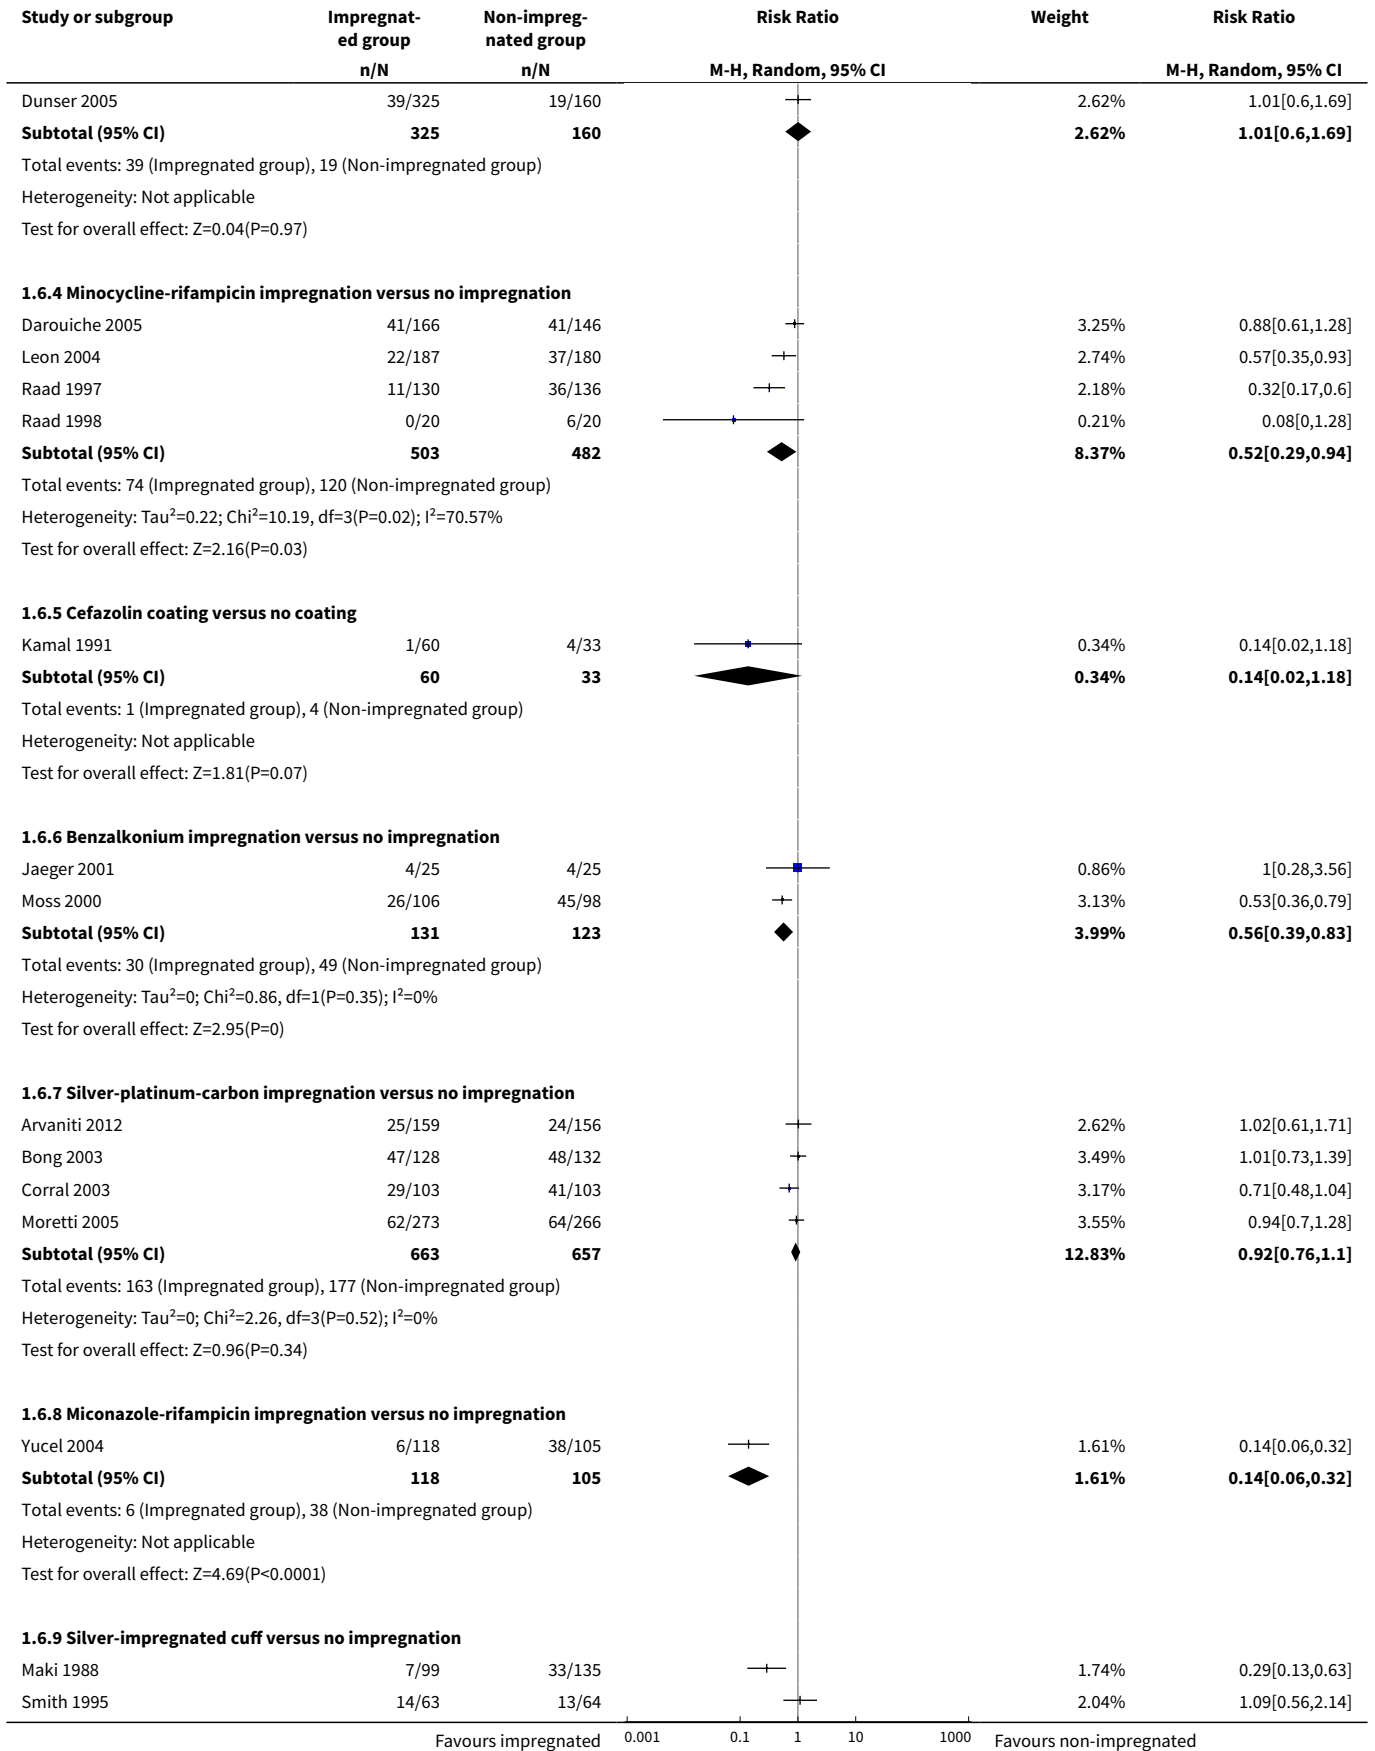 Study or subgroup Impregnat- Non-impreg- Risk Ratio Weight Risk Ratio
ed group nated group
n/N n/N M-H, Random, 95% CI M-H, Random, 95% CI
Dunser 2005 39/325 19/160 2.62% 1.01[0.6,1.69]
Subtotal (95% CI) 325 160 2.62% 1.01[0.6,1.69]
Total events: 39 (Impregnated group), 19 (Non-impregnated group)
Heterogeneity: Not applicable
Test for overall effect: Z=0.04(P=0.97)
1.6.4 Minocycline-rifampicin impregnation versus no impregnation
Darouiche 2005 41/166 41/146 3.25% 0.88[0.61,1.28]
Leon 2004 22/187 37/180 2.74% 0.57[0.35,0.93]
Raad 1997 11/130 36/136 2.18% 0.32[0.17,0.6]
Raad 1998 0/20 6/20 0.21% 0.08[0,1.28]
Subtotal (95% CI) 503 482 8.37% 0.52[0.29,0.94]
Total events: 74 (Impregnated group), 120 (Non-impregnated group)
Heterogeneity: Tau²=0.22; Chi²=10.19, df=3(P=0.02); I²=70.57%
Test for overall effect: Z=2.16(P=0.03)
1.6.5 Cefazolin coating versus no coating
Kamal 1991 1/60 4/33 0.34% 0.14[0.02,1.18]
Subtotal (95% CI) 60 33 0.34% 0.14[0.02,1.18]
Total events: 1 (Impregnated group), 4 (Non-impregnated group)
Heterogeneity: Not applicable
Test for overall effect: Z=1.81(P=0.07)
1.6.6 Benzalkonium impregnation versus no impregnation
Jaeger 2001 4/25 4/25 0.86% 1[0.28,3.56]
Moss 2000 26/106 45/98 3.13% 0.53[0.36,0.79]
Subtotal (95% CI) 131 123 3.99% 0.56[0.39,0.83]
Total events: 30 (Impregnated group), 49 (Non-impregnated group)
Heterogeneity: Tau²=0; Chi²=0.86, df=1(P=0.35); I²=0%
Test for overall effect: Z=2.95(P=0)
1.6.7 Silver-platinum-carbon impregnation versus no impregnation
Arvaniti 2012 25/159 24/156 2.62% 1.02[0.61,1.71]
Bong 2003 47/128 48/132 3.49% 1.01[0.73,1.39]
Corral 2003 29/103 41/103 3.17% 0.71[0.48,1.04]
Moretti 2005 62/273 64/266 3.55% 0.94[0.7,1.28]
Subtotal (95% CI) 663 657 12.83% 0.92[0.76,1.1]
Total events: 163 (Impregnated group), 177 (Non-impregnated group)
Heterogeneity: Tau²=0; Chi²=2.26, df=3(P=0.52); I²=0%
Test for overall effect: Z=0.96(P=0.34)
1.6.8 Miconazole-rifampicin impregnation versus no impregnation
Yucel 2004 6/118 38/105 1.61% 0.14[0.06,0.32]
Subtotal (95% CI) 118 105 1.61% 0.14[0.06,0.32]
Total events: 6 (Impregnated group), 38 (Non-impregnated group)
Heterogeneity: Not applicable
Test for overall effect: Z=4.69(P<0.0001)
1.6.9 Silver-impregnated cuff versus no impregnation
Maki 1988 7/99 33/135 1.74% 0.29[0.13,0.63]
Smith 1995 14/63 13/64 2.04% 1.09[0.56,2.14]
Favours impregnated 0.001 0.1 1 10 1000 Favours non-impregnated